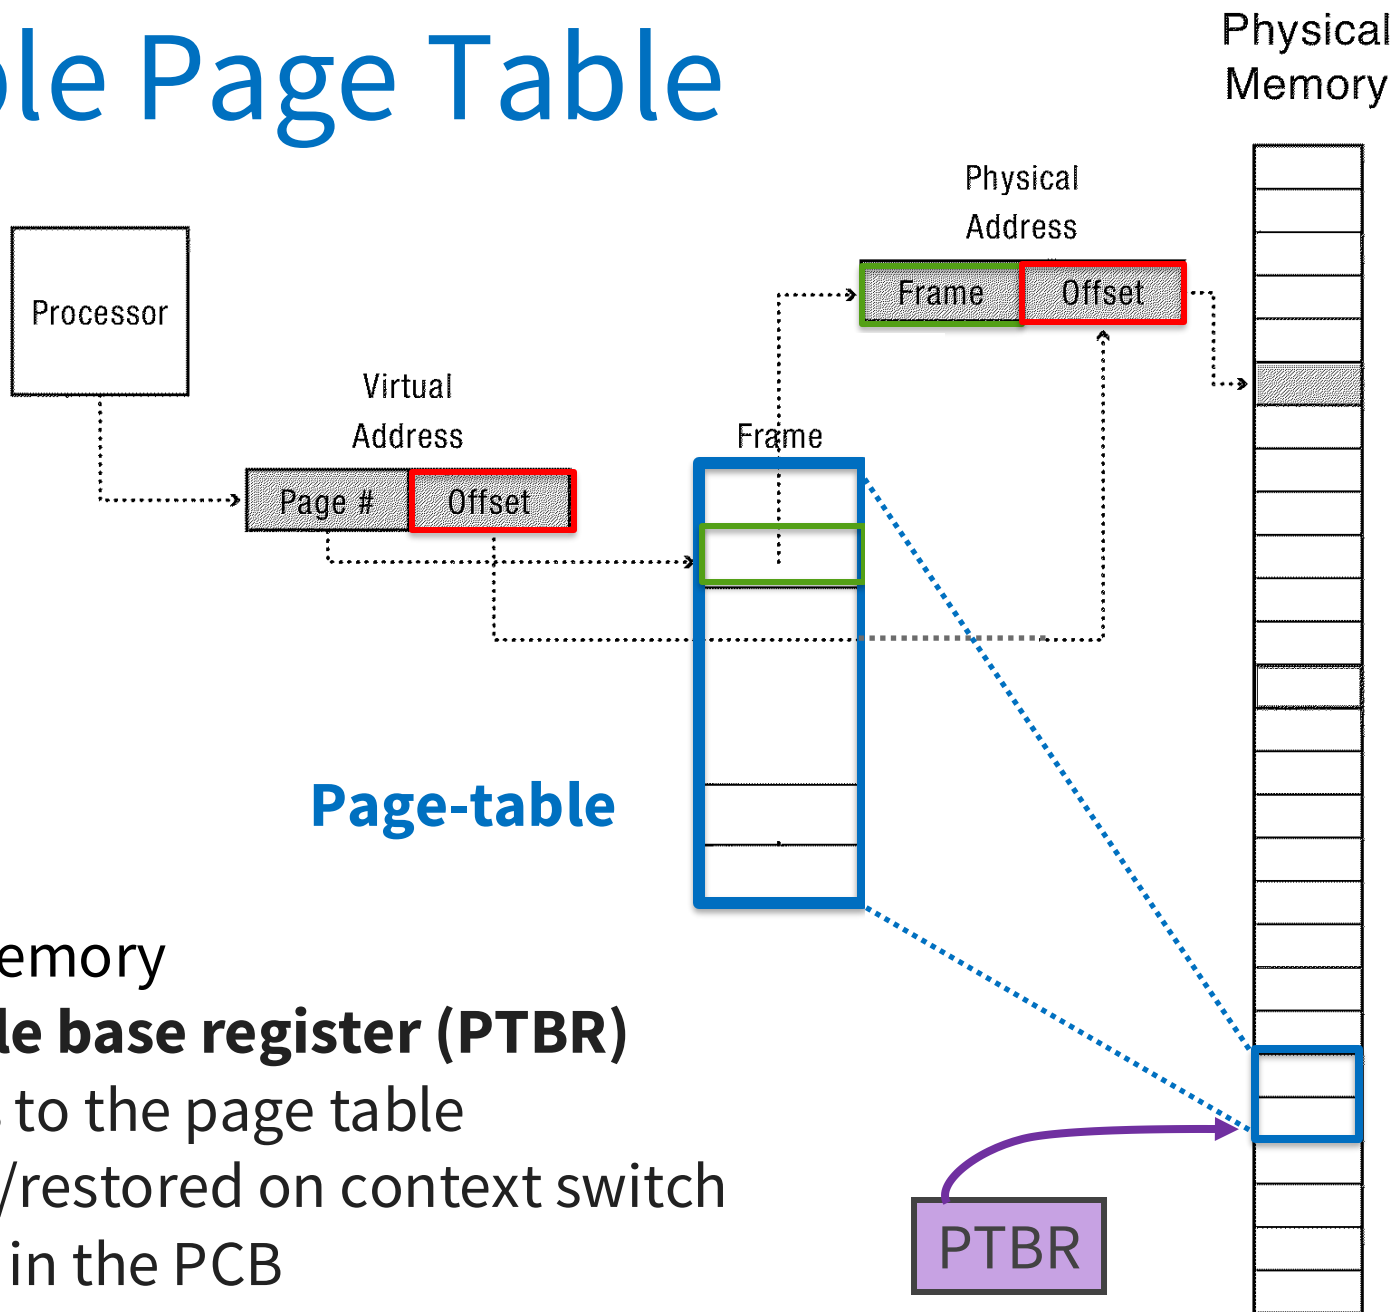 ole Page Table
Physical
Memory
Physical
Address
Frame
Offset
Processor
Virtual
Address
Page #
Offset
Frame
Page-table
emory
le base register (PTBR)
s to the page table
/restored on context switch
in the PCB
PTBR